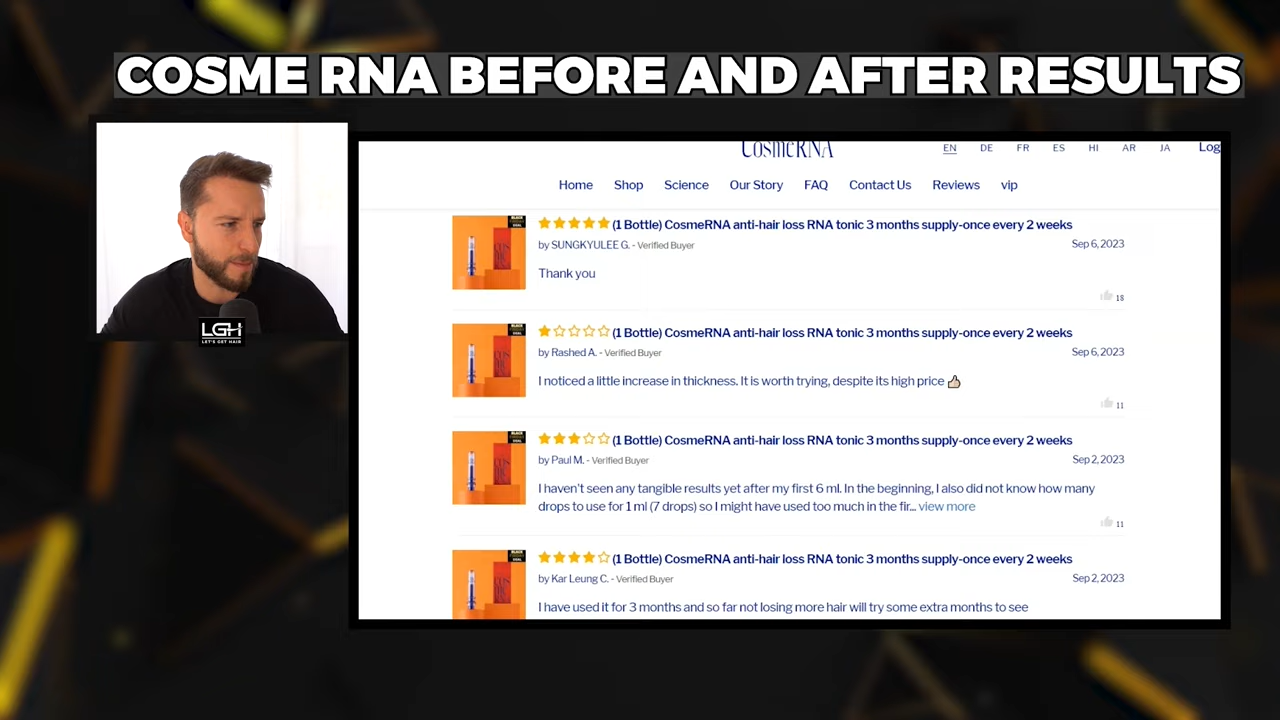 COSME RNA BEFORE AND AFTER RESULTS
LGH
LET'S GET HAIR
CosmeRNA
EN DE FR ES HI AR JA Log
Home Shop Science Our Story FAQ Contact Us Reviews vip
(1 Bottle) CosmeRNA anti-hair loss RNA tonic 3 months supply-once every 2 weeks
by SUNGKYULEE G. - Verified Buyer Sep 6, 2023
Thank you
18
(1 Bottle) CosmeRNA anti-hair loss RNA tonic 3 months supply-once every 2 weeks
by Rashed A. - Verified Buyer Sep 6, 2023
I noticed a little increase in thickness. It is worth trying, despite its high price 👍🏻
11
(1 Bottle) CosmeRNA anti-hair loss RNA tonic 3 months supply-once every 2 weeks
by Paul M. - Verified Buyer Sep 2, 2023
I haven't seen any tangible results yet after my first 6 ml. In the beginning, I also did not know how many
drops to use for 1 ml (7 drops) so I might have used too much in the fir... view more
11
(1 Bottle) CosmeRNA anti-hair loss RNA tonic 3 months supply-once every 2 weeks
by Kar Leung C. - Verified Buyer Sep 2, 2023
I have used it for 3 months and so far not losing more hair will try some extra months to see